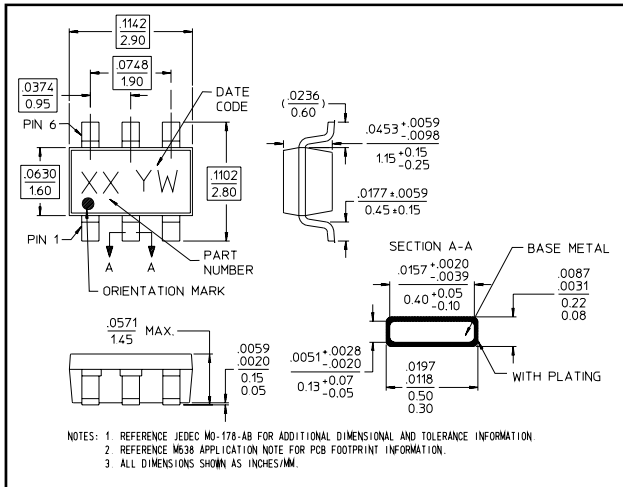 .1142
2.90
.0748
1.90
.0374
0.95
DATE
CODE
PIN 6
.0630
1.60
XX YW
.1102
2.80
PIN 1
A A
PART
NUMBER
ORIENTATION MARK
(.0236
0.60)
.0453 +.0059
-.0098
1.15 +0.15
-0.25
.0177 ±.0059
0.45 ±0.15
SECTION A-A
BASE METAL
.0157 +.0020
-.0039
0.40 +0.05
-0.10
.0087
.0031
0.22
0.08
.0571
1.45
MAX.
.0059
.0020
0.15
0.05
.0051 +.0028
-.0020
0.13 +0.07
-0.05
.0197
.0118
0.50
0.30
WITH PLATING
NOTES: 1. REFERENCE JEDEC MO-178-AB FOR ADDITIONAL DIMENSIONAL AND TOLERANCE INFORMATION.
2. REFERENCE M538 APPLICATION NOTE FOR PCB FOOTPRINT INFORMATION.
3. ALL DIMENSIONS SHOWN AS INCHES/MM.